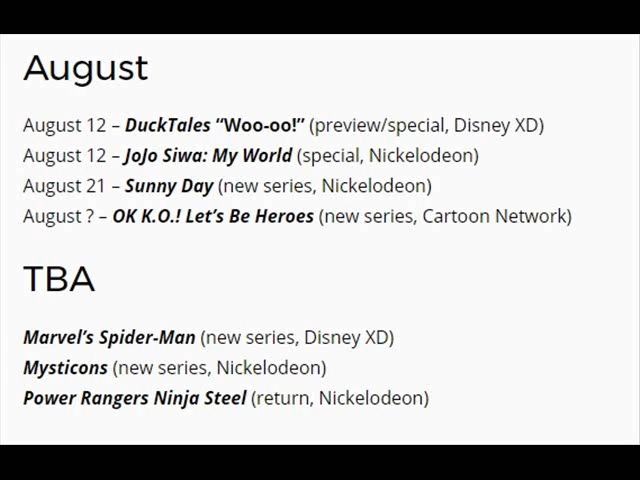 August
August 12 – DuckTales “Woo-oo!” (preview/special, Disney XD)
August 12 – JoJo Siwa: My World (special, Nickelodeon)
August 21 – Sunny Day (new series, Nickelodeon)
August ? – OK K.O.! Let’s Be Heroes (new series, Cartoon Network)
TBA
Marvel’s Spider-Man (new series, Disney XD)
Mysticons (new series, Nickelodeon)
Power Rangers Ninja Steel (return, Nickelodeon)